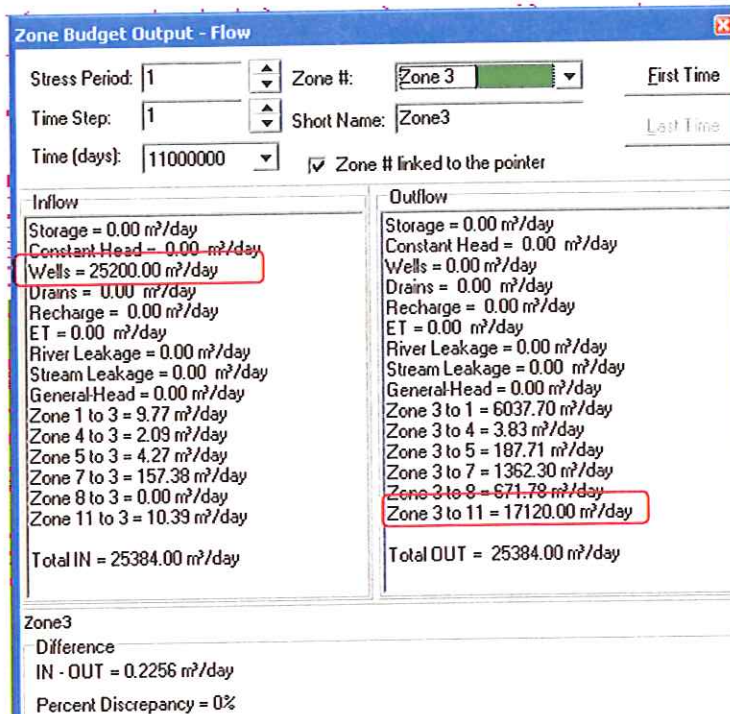 Zone Budget Output - Flow
Stress Period: 1 Zone #: Zone 3 First Time
Time Step: 1 Short Name: Zone3 Last Time
Time (days): 11000000 Zone # linked to the pointer
Inflow
Storage = 0.00 m³/day
Constant Head = 0.00 m³/day
Wells = 25200.00 m³/day
Drains = 0.00 m³/day
Recharge = 0.00 m³/day
ET = 0.00 m³/day
River Leakage = 0.00 m³/day
Stream Leakage = 0.00 m³/day
General-Head = 0.00 m³/day
Zone 1 to 3 = 9.77 m³/day
Zone 4 to 3 = 2.09 m³/day
Zone 5 to 3 = 4.27 m³/day
Zone 7 to 3 = 157.38 m³/day
Zone 8 to 3 = 0.00 m³/day
Zone 11 to 3 = 10.39 m³/day
Total IN = 25384.00 m³/day
Outflow
Storage = 0.00 m³/day
Constant Head = 0.00 m³/day
Wells = 0.00 m³/day
Drains = 0.00 m³/day
Recharge = 0.00 m³/day
ET = 0.00 m³/day
River Leakage = 0.00 m³/day
Stream Leakage = 0.00 m³/day
General-Head = 0.00 m³/day
Zone 3 to 1 = 6037.70 m³/day
Zone 3 to 4 = 3.83 m³/day
Zone 3 to 5 = 187.71 m³/day
Zone 3 to 7 = 1362.30 m³/day
Zone 3 to 8 = 671.78 m³/day
Zone 3 to 11 = 17120.00 m³/day
Total OUT = 25384.00 m³/day
Zone3
Difference
IN - OUT = 0.2256 m³/day
Percent Discrepancy = 0%